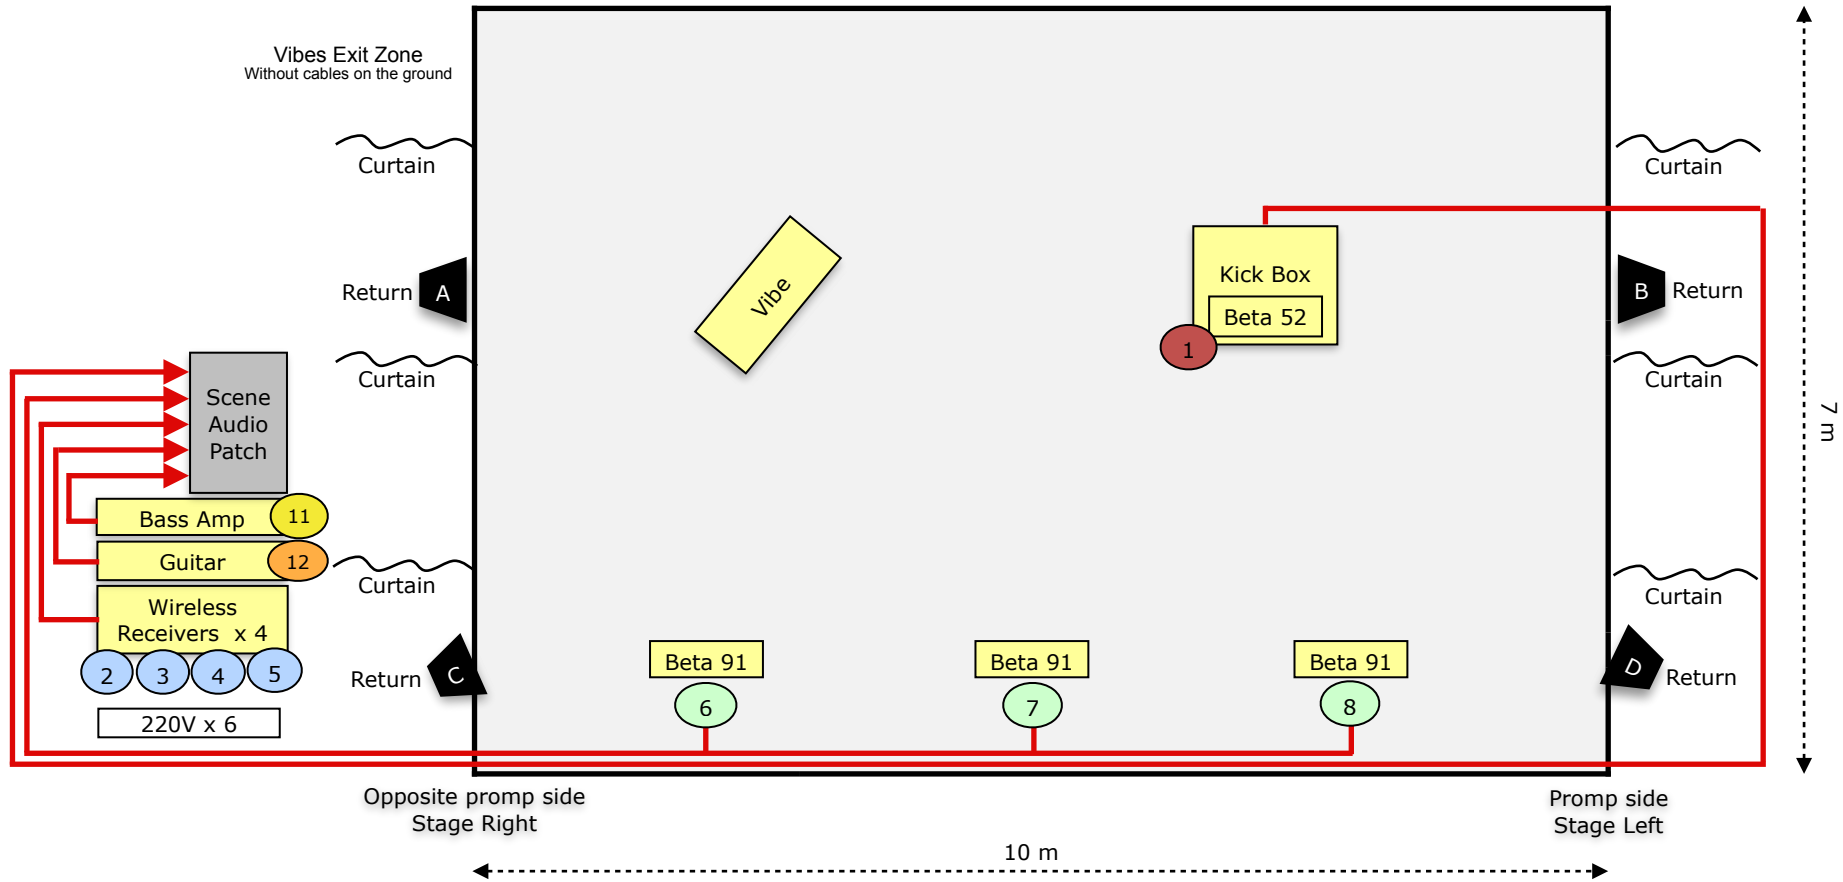 Vibes Exit Zone
Without cables on the ground
Curtain
Curtain
Return
A
Vibe
Kick Box
Beta 52
1
B
Return
Curtain
Curtain
7 m
Scene
Audio
Patch
Bass Amp
11
Guitar
12
Curtain
Curtain
Wireless
Receivers x 4
2
3
4
5
Return
C
Beta 91
Beta 91
Beta 91
D
Return
6
7
8
220V x 6
Opposite promp side
Stage Right
Promp side
Stage Left
10 m